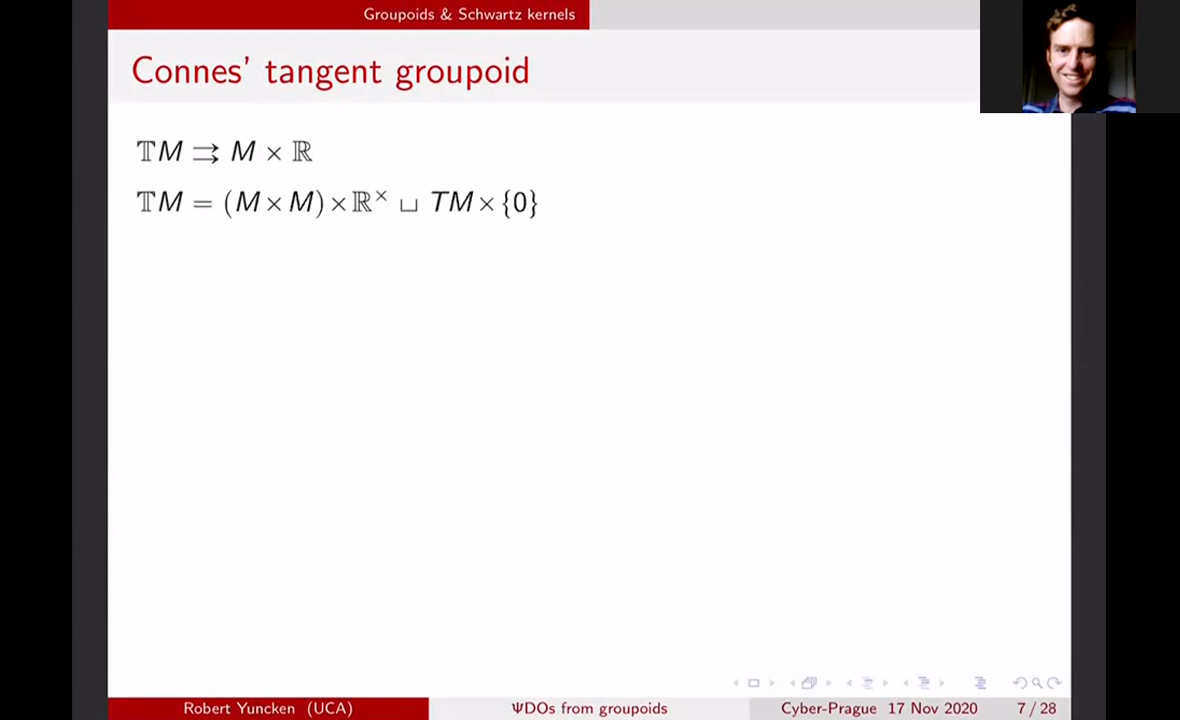 Groupoids & Schwartz kernels
Connes' tangent groupoid
𝕋M ⇉ M × ℝ
𝕋M = (M × M) × ℝ^× ⊔ TM × {0}
Robert Yuncken (UCA)
ΨDOs from groupoids
Cyber-Prague 17 Nov 2020
7 / 28